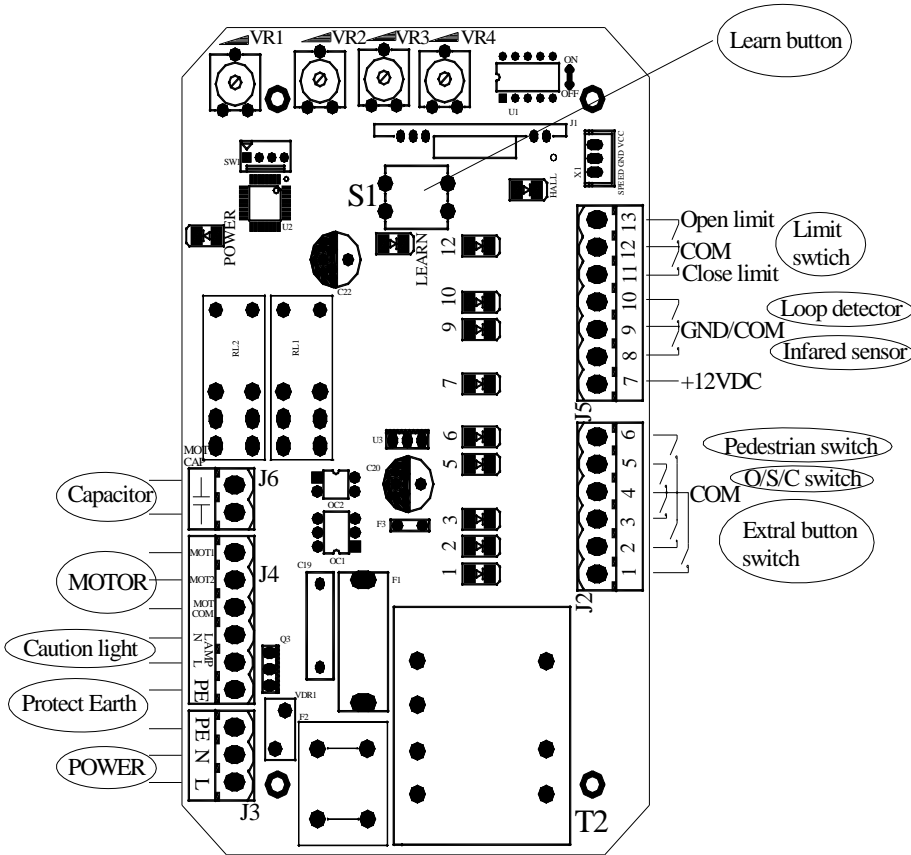 VR1 VR2 VR3 VR4
Learn button
ON
OFF
U1
J1
SW1
U2
S1
HALL
X1
SPEED GND VCC
POWER
LEARN
C22
12
10
9
7
6
5
3
2
1
13 Open limit
12 COM
11 Close limit
Limit
swtich
10
9 GND/COM
8
7 +12VDC
Loop detector
Infared sensor
J5
RL2
RL1
U3
C20
6
5
4 COM
3
2
1
Pedestrian switch
O/S/C switch
Extral button
switch
J2
MOT
CAP
J6
Capacitor
OC2
F3
OC1
MOTOR
MOT1
MOT2
MOT
COM
J4
C19
F1
Caution light
N
L
LAMP
Q3
Protect Earth
PE
VDR1
F2
PE
N
L
POWER
J3
T2